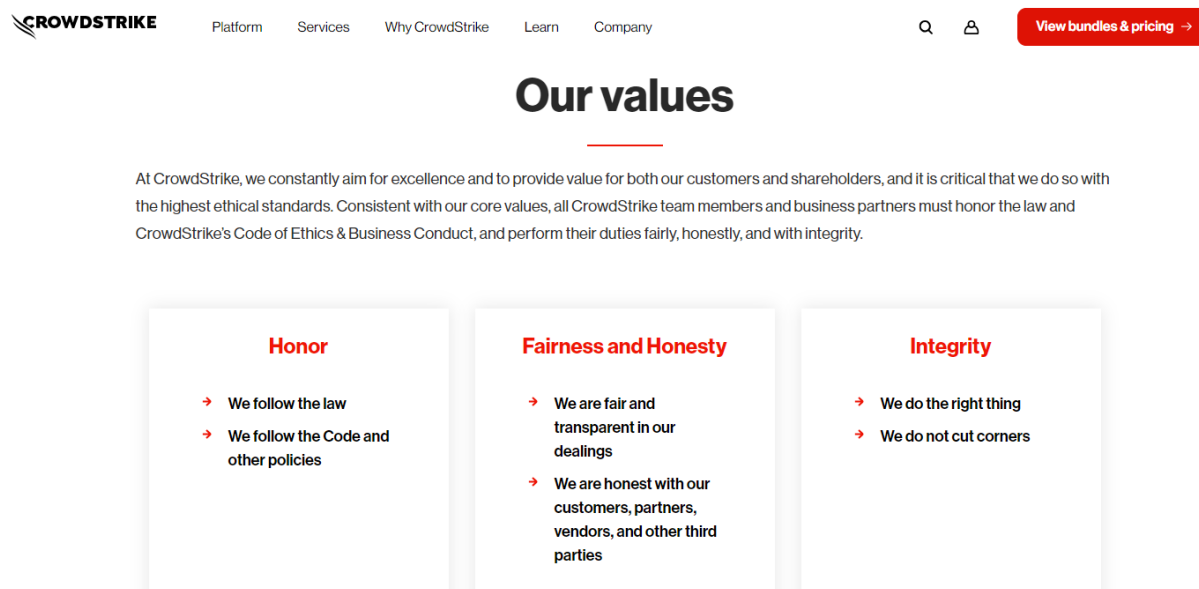 CROWDSTRIKE Platform Services Why CrowdStrike Learn Company View bundles & pricing →
Our values
At CrowdStrike, we constantly aim for excellence and to provide value for both our customers and shareholders, and it is critical that we do so with
the highest ethical standards. Consistent with our core values, all CrowdStrike team members and business partners must honor the law and
CrowdStrike's Code of Ethics & Business Conduct, and perform their duties fairly, honestly, and with integrity.
Honor
We follow the law
We follow the Code and
other policies
Fairness and Honesty
We are fair and
transparent in our
dealings
We are honest with our
customers, partners,
vendors, and other third
parties
Integrity
We do the right thing
We do not cut corners